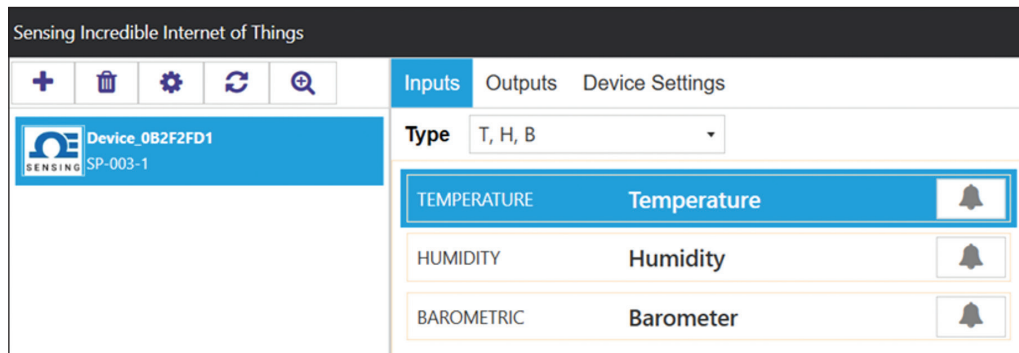 Sensing Incredible Internet of Things
Inputs Outputs Device Settings
Device_0B2F2FD1
SENSING SP-003-1
Type T, H, B
TEMPERATURE Temperature
HUMIDITY Humidity
BAROMETRIC Barometer